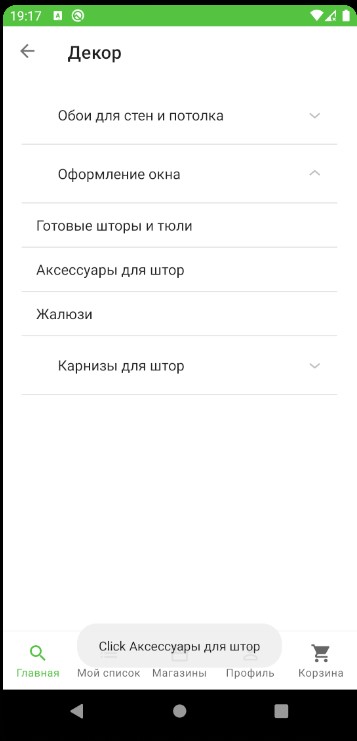 19:17
Декор
Обои для стен и потолка
Оформление окна
Готовые шторы и тюли
Аксессуары для штор
Жалюзи
Карнизы для штор
Click Аксессуары для штор
Главная
Мой список
Магазины
Профиль
Корзина